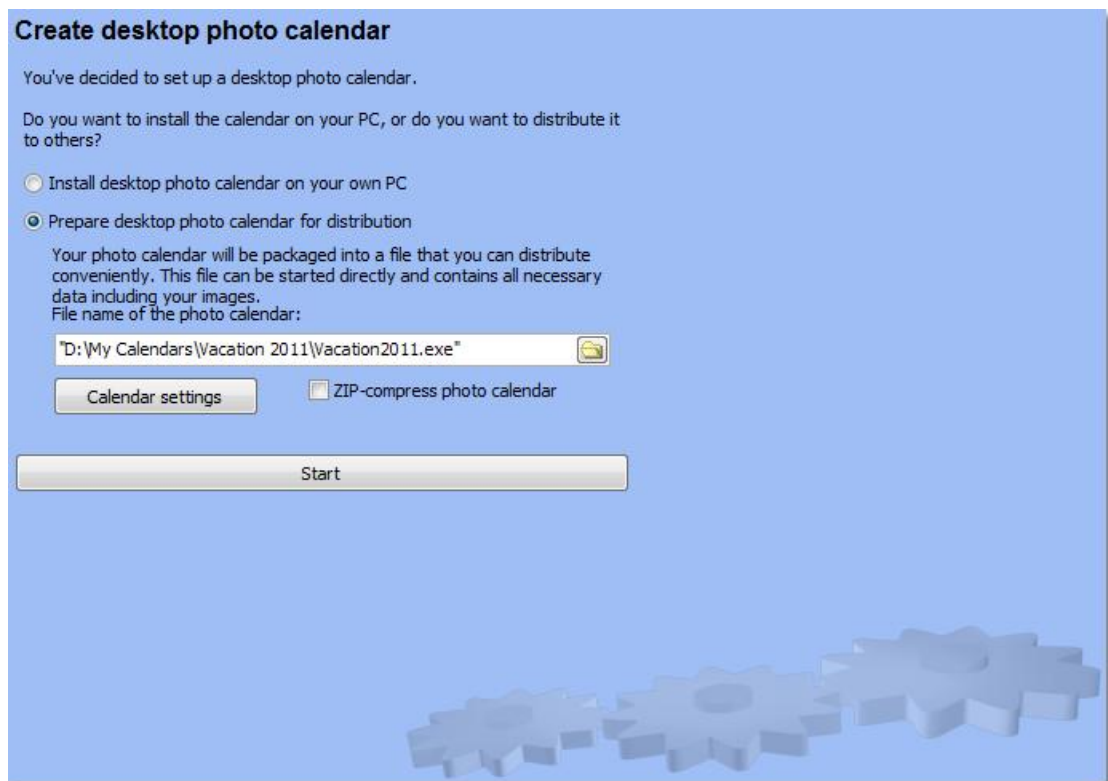 Create desktop photo calendar
You've decided to set up a desktop photo calendar.
Do you want to install the calendar on your PC, or do you want to distribute it
to others?
Install desktop photo calendar on your own PC
Prepare desktop photo calendar for distribution
Your photo calendar will be packaged into a file that you can distribute
conveniently. This file can be started directly and contains all necessary
data including your images.
File name of the photo calendar:
"D:\My Calendars\Vacation 2011\Vacation2011.exe"
Calendar settings
ZIP-compress photo calendar
Start